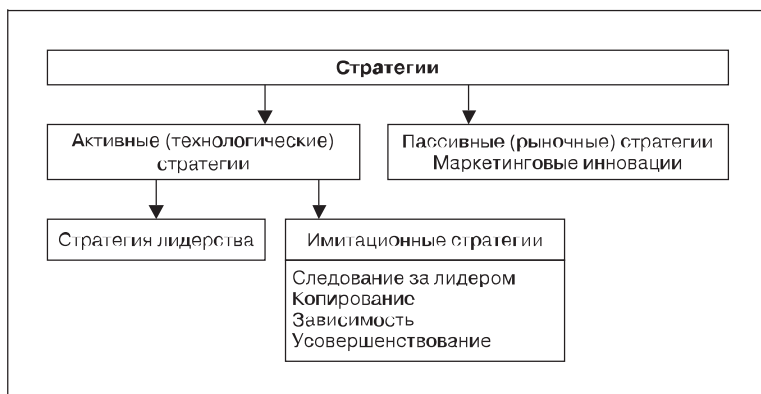 Стратегии
Активные (технологические)
стратегии
Пассивные (рыночные) стратегии
Маркетинговые инновации
Стратегия лидерства
Имитационные стратегии
Следование за лидером
Копирование
Зависимость
Усовершенствование